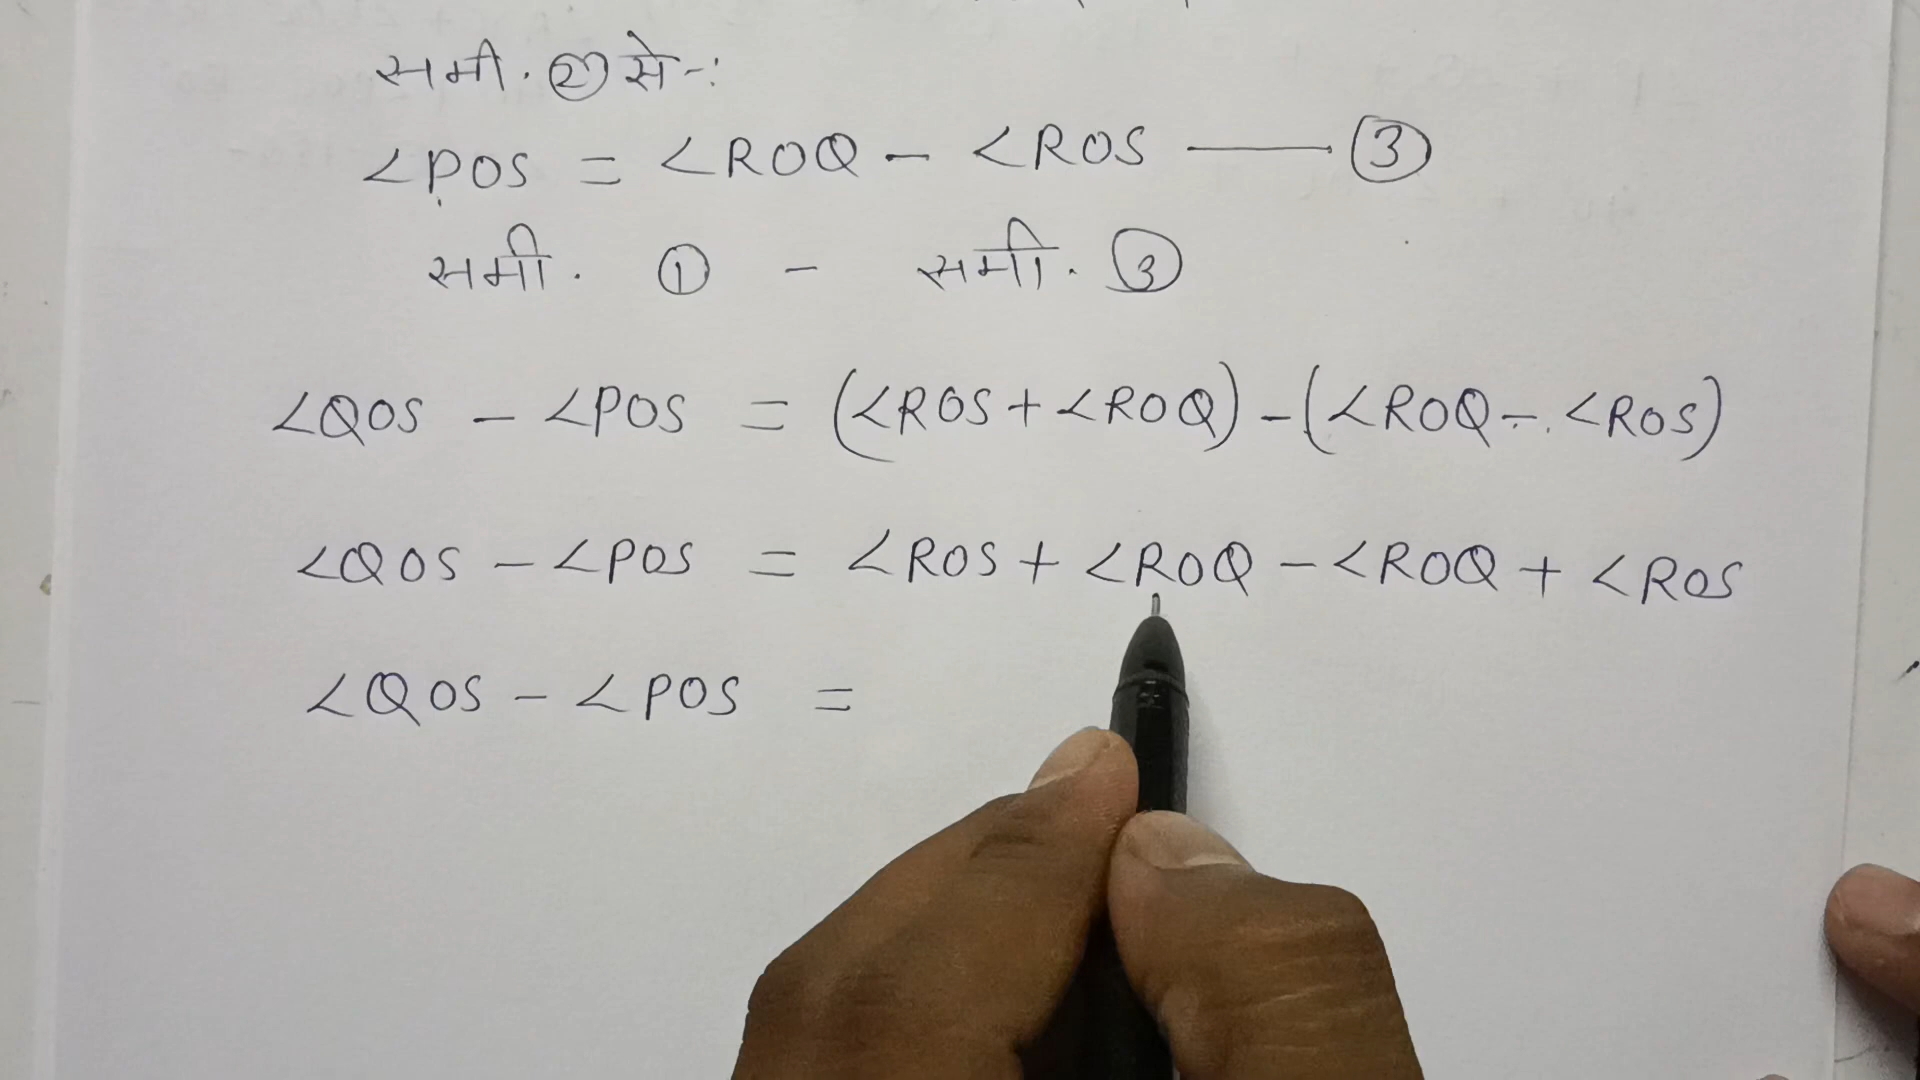 समी. ② से -:
∠POS = ∠ROQ - ∠ROS —— ③
समी. ① - समी. ③
∠QOS - ∠POS = (∠ROS + ∠ROQ) - (∠ROQ - ∠ROS)
∠QOS - ∠POS = ∠ROS + ∠ROQ - ∠ROQ + ∠ROS
∠QOS - ∠POS =